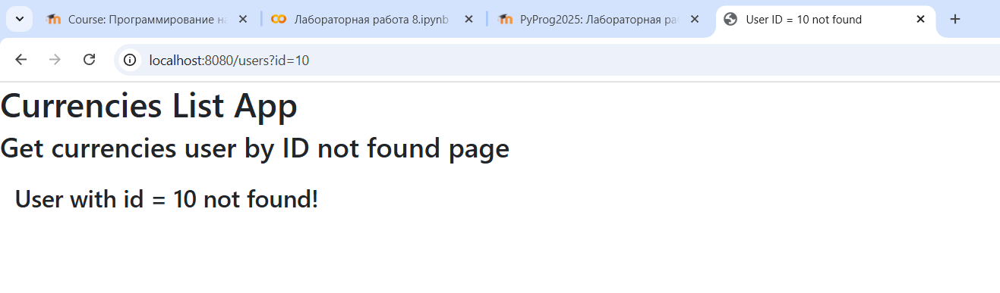 Course: Программирование на
Лабораторная работа 8.ipynb
PyProg2025: Лабораторная ра
User ID = 10 not found
localhost:8080/users?id=10
Currencies List App
Get currencies user by ID not found page
User with id = 10 not found!